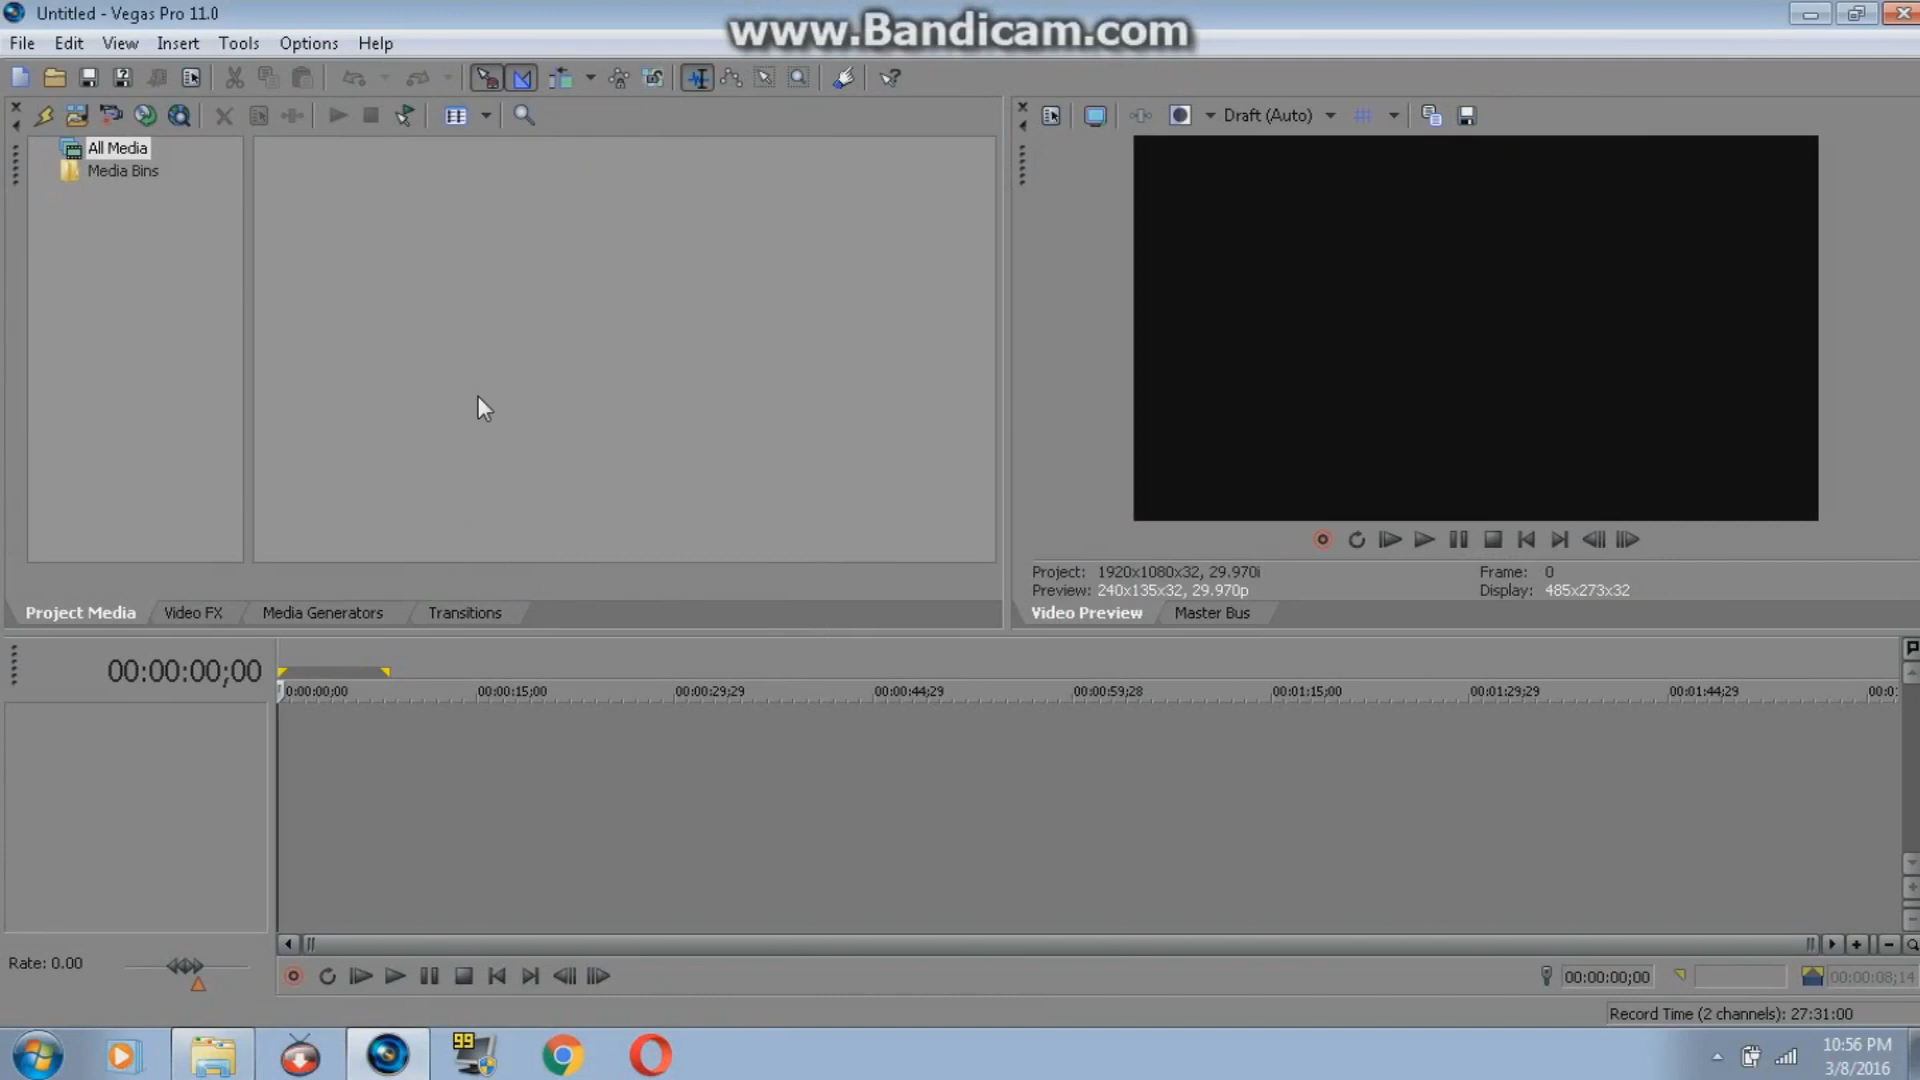 Untitled - Vegas Pro 11.0
www.Bandicam.com
File Edit View Insert Tools Options Help
Draft (Auto)
All Media
Media Bins
Project: 1920x1080x32, 29.970i
Frame: 0
Preview: 240x135x32, 29.970p
Display: 485x273x32
Project Media Video FX Media Generators Transitions
Video Preview Master Bus
00:00:00;00
0:00:00;00 00:00:15;00 00:00:29;29 00:00:44;29 00:00:59;28 00:01:15;00 00:01:29;29 00:01:44;29 00:0
Rate: 0.00
00:00:00;00
00:00:08;14
Record Time (2 channels): 27:31:00
99
10:56 PM
3/8/2016